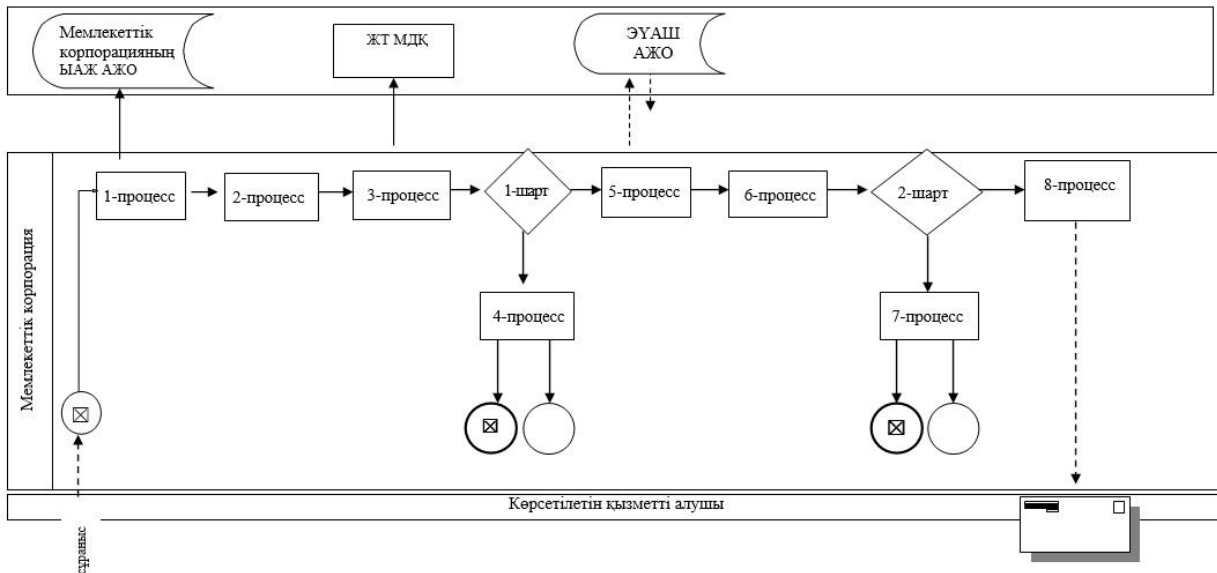 Мемлекеттік
корпорацияның
ЫАЖ АЖО
ЖТ МДҚ
ЭҮАШ
АЖО
Мемлекеттік корпорация
1-процесс
2-процесс
3-процесс
1-шарт
5-процесс
6-процесс
2-шарт
8-процесс
4-процесс
7-процесс
Көрсетілетін қызметті алушы
сұраныс